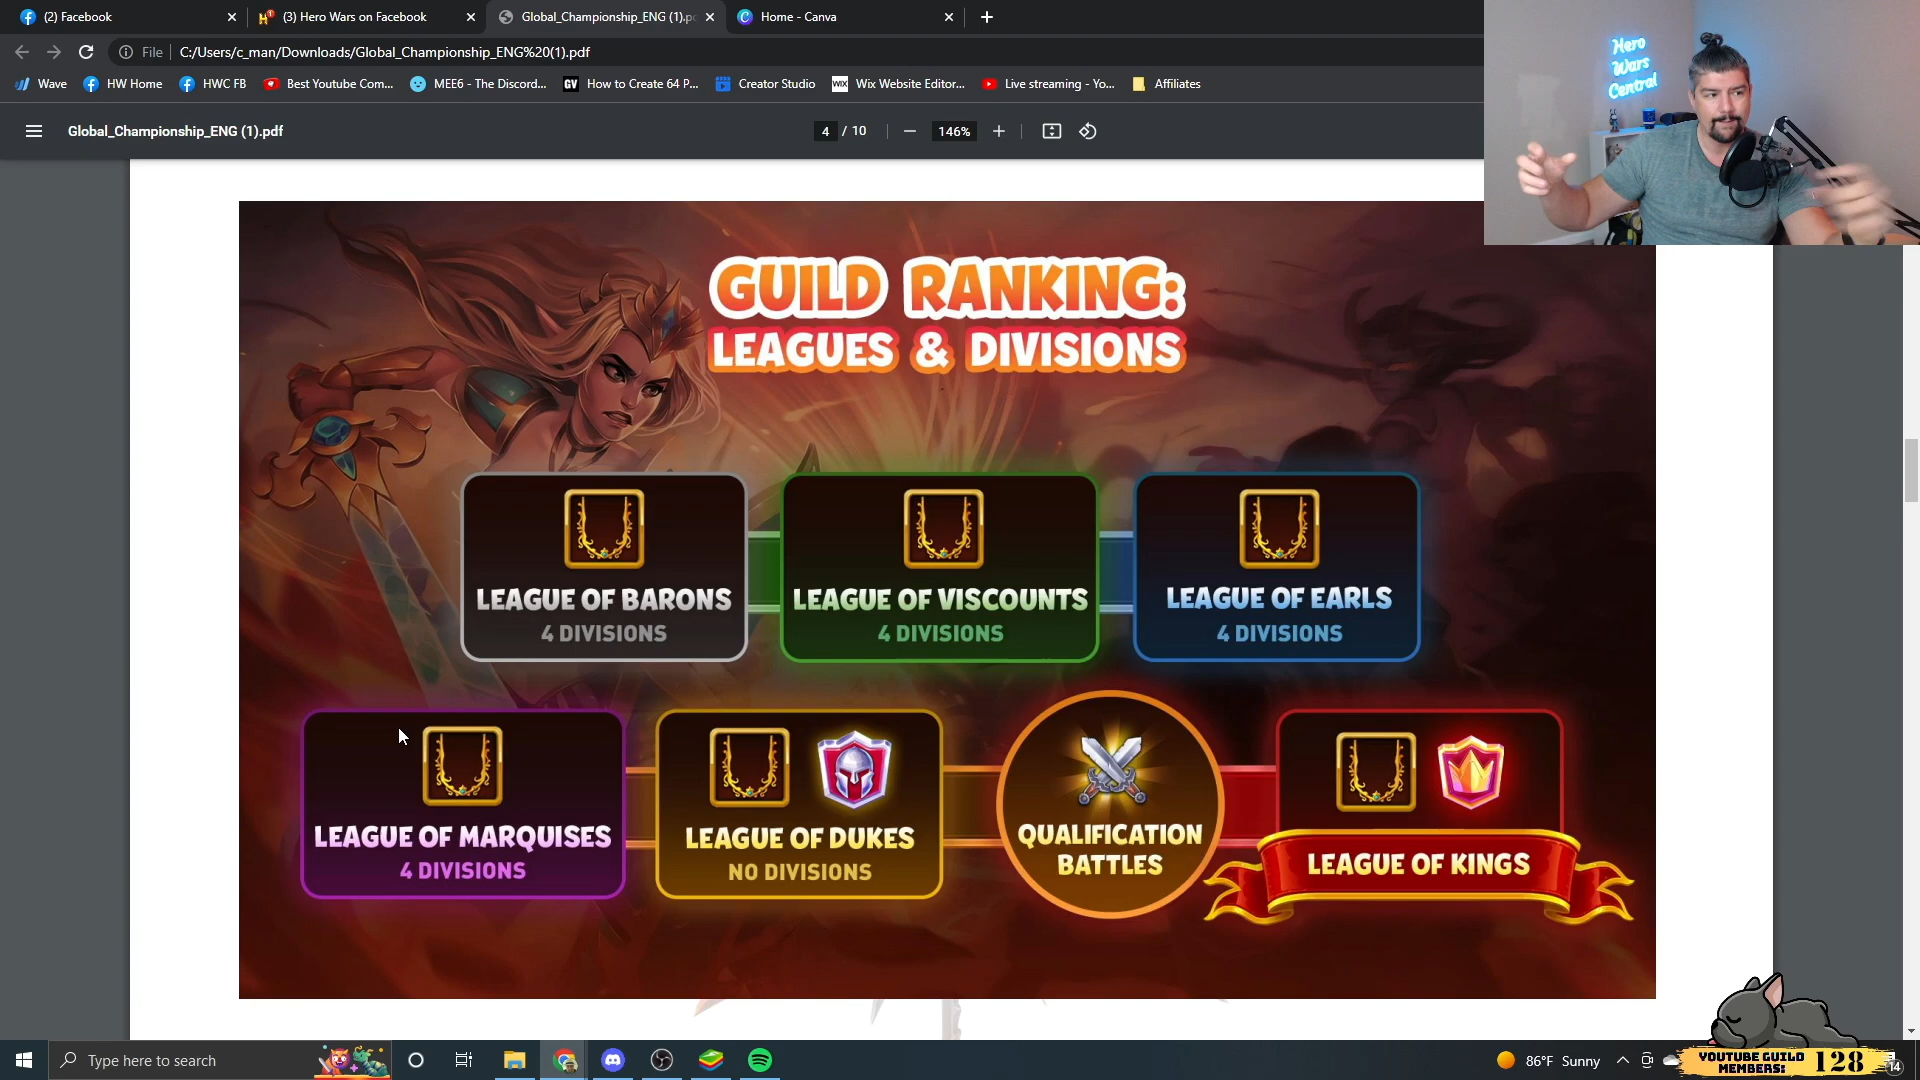 (2) Facebook
(3) Hero Wars on Facebook
Global_Championship_ENG (1).p
Home - Canva
File
C:/Users/c_man/Downloads/Global_Championship_ENG%20(1).pdf
Wave
HW Home
HWC FB
Best Youtube Com...
MEE6 - The Discord...
GV
How to Create 64 P...
Creator Studio
WIX
Wix Website Editor...
Live streaming - Yo...
Affiliates
Global_Championship_ENG (1).pdf
4 / 10
146%
Hero
Wars
Central
GUILD RANKING:
LEAGUES & DIVISIONS
LEAGUE OF BARONS
4 DIVISIONS
LEAGUE OF VISCOUNTS
4 DIVISIONS
LEAGUE OF EARLS
4 DIVISIONS
LEAGUE OF MARQUISES
4 DIVISIONS
LEAGUE OF DUKES
NO DIVISIONS
QUALIFICATION
BATTLES
LEAGUE OF KINGS
Type here to search
86°F Sunny
YOUTUBE GUILD
MEMBERS:
128
14